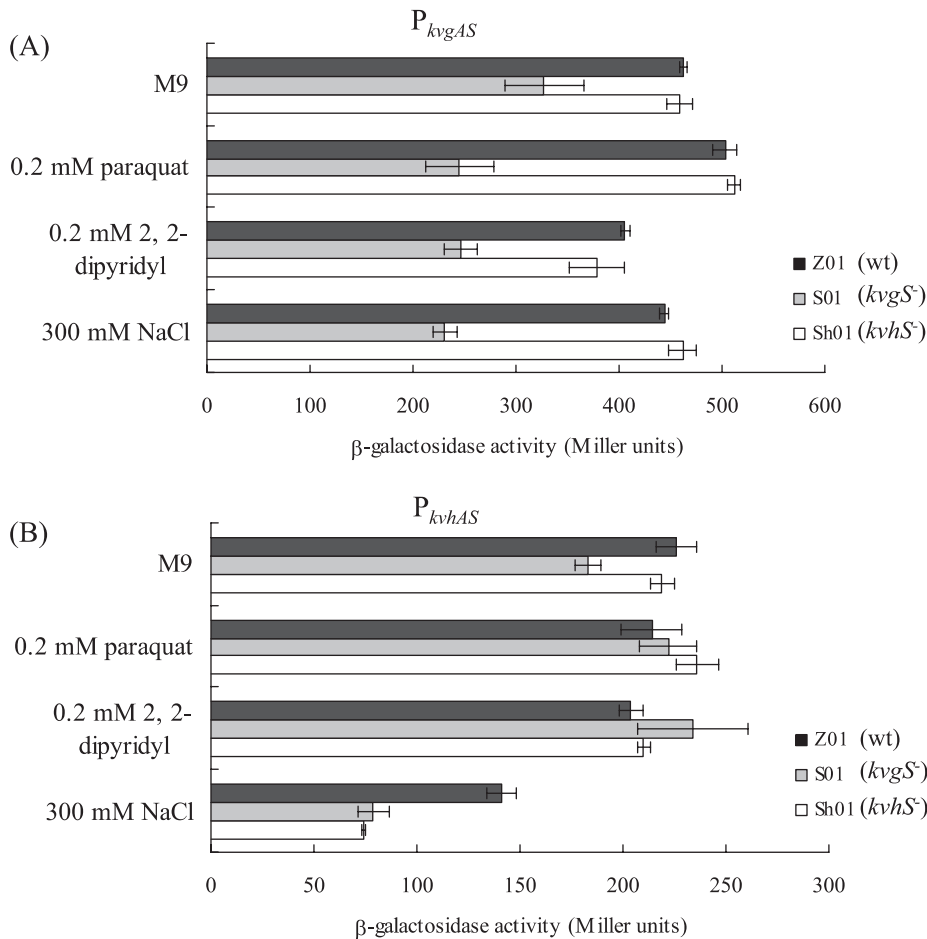 (A)
P kvgAS
M9
0.2 mM paraquat
0.2 mM 2, 2-
dipyridyl
300 mM NaCl
Z01 (wt)
S01 (kvgS-)
Sh01 (kvhS-)
0 100 200 300 400 500 600
β-galactosidase activity (Miller units)
(B)
P kvhAS
M9
0.2 mM paraquat
0.2 mM 2, 2-
dipyridyl
300 mM NaCl
Z01 (wt)
S01 (kvgS-)
Sh01 (kvhS-)
0 50 100 150 200 250 300
β-galactosidase activity (Miller units)